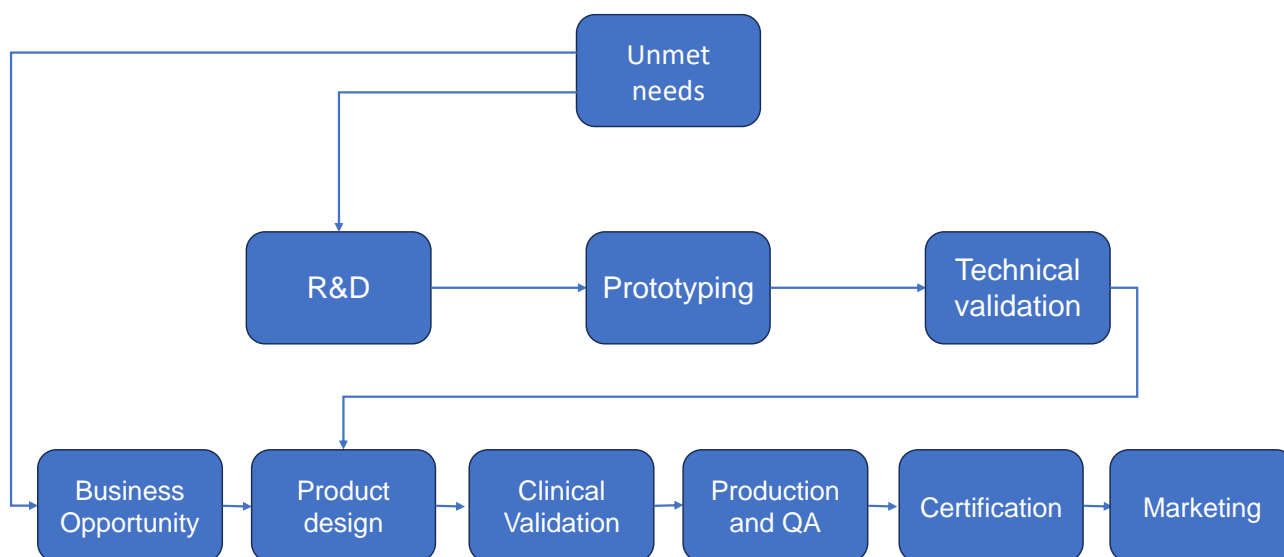 Unmet
needs
R&D
Prototyping
Technical
validation
Business
Opportunity
Product
design
Clinical
Validation
Production
and QA
Certification
Marketing